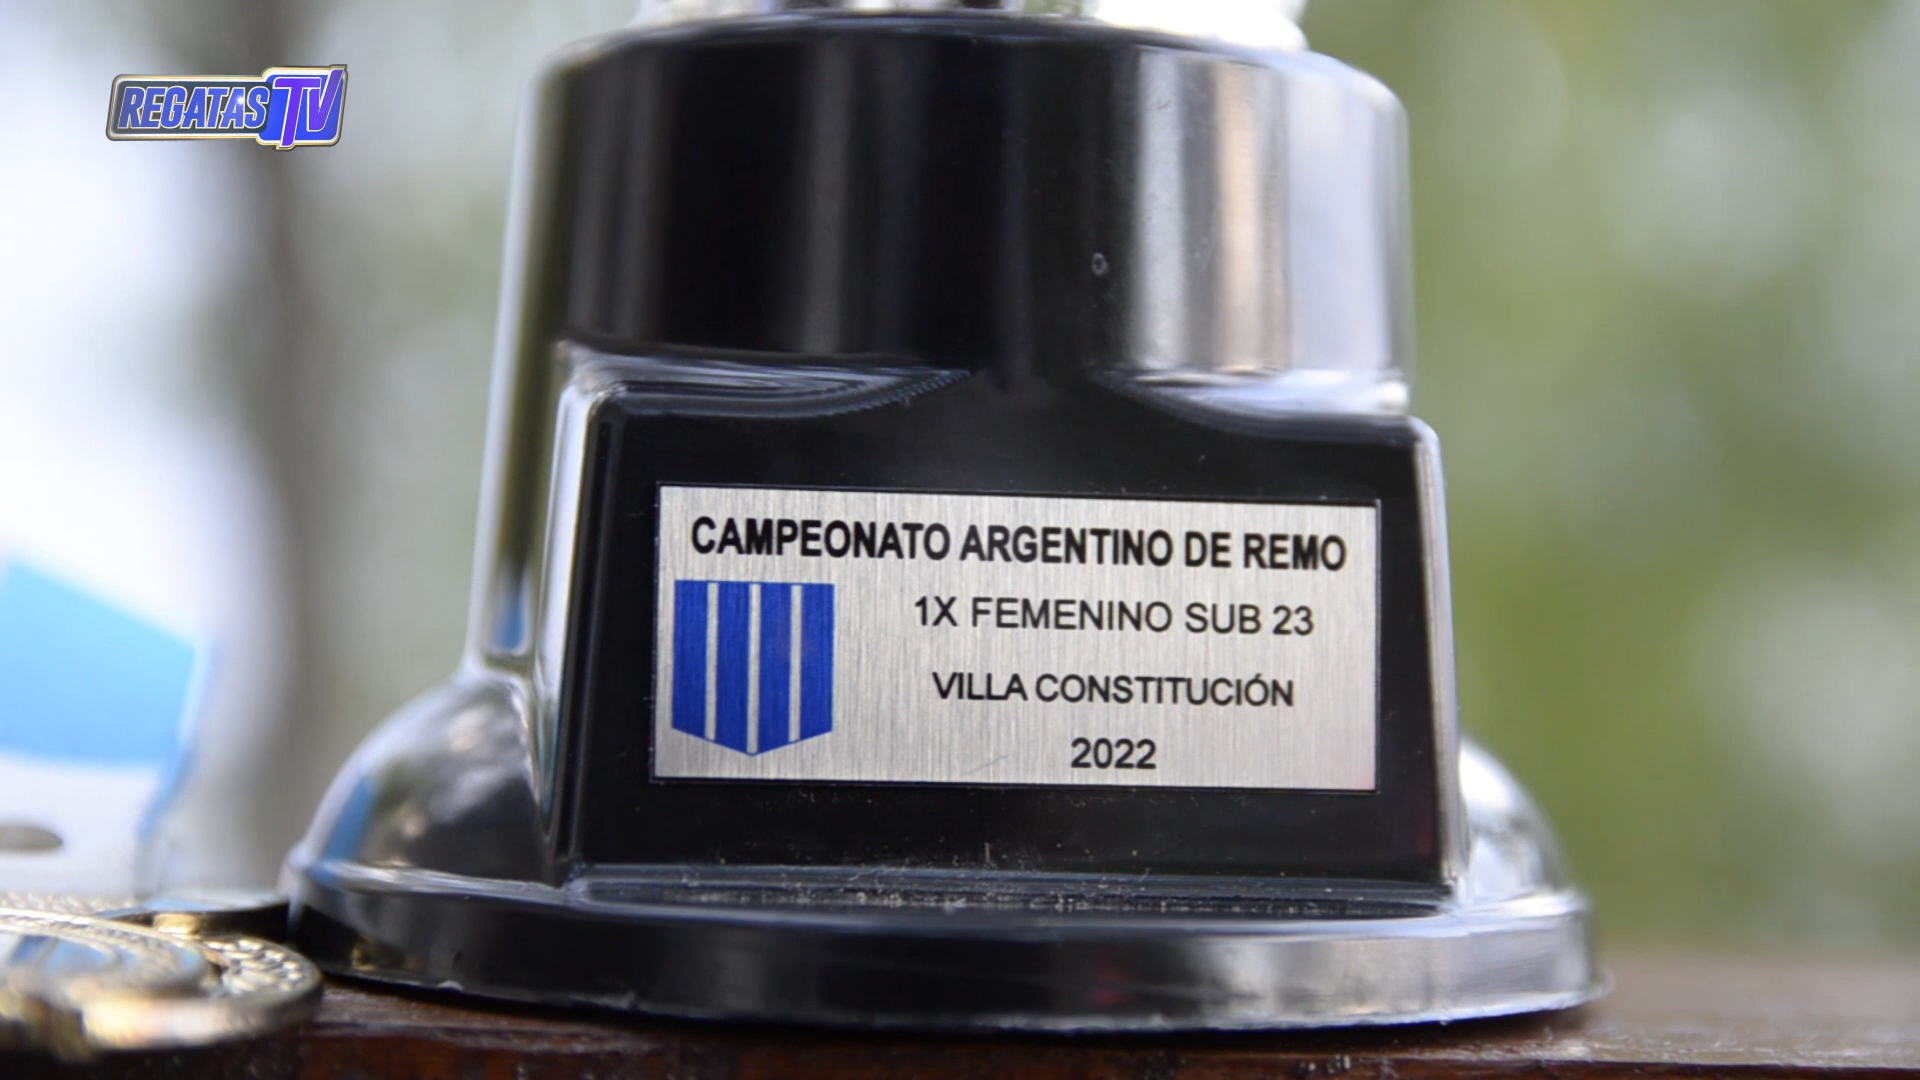 REGATAS TV
CAMPEONATO ARGENTINO DE REMO
1X FEMENINO SUB 23
VILLA CONSTITUCIÓN
2022